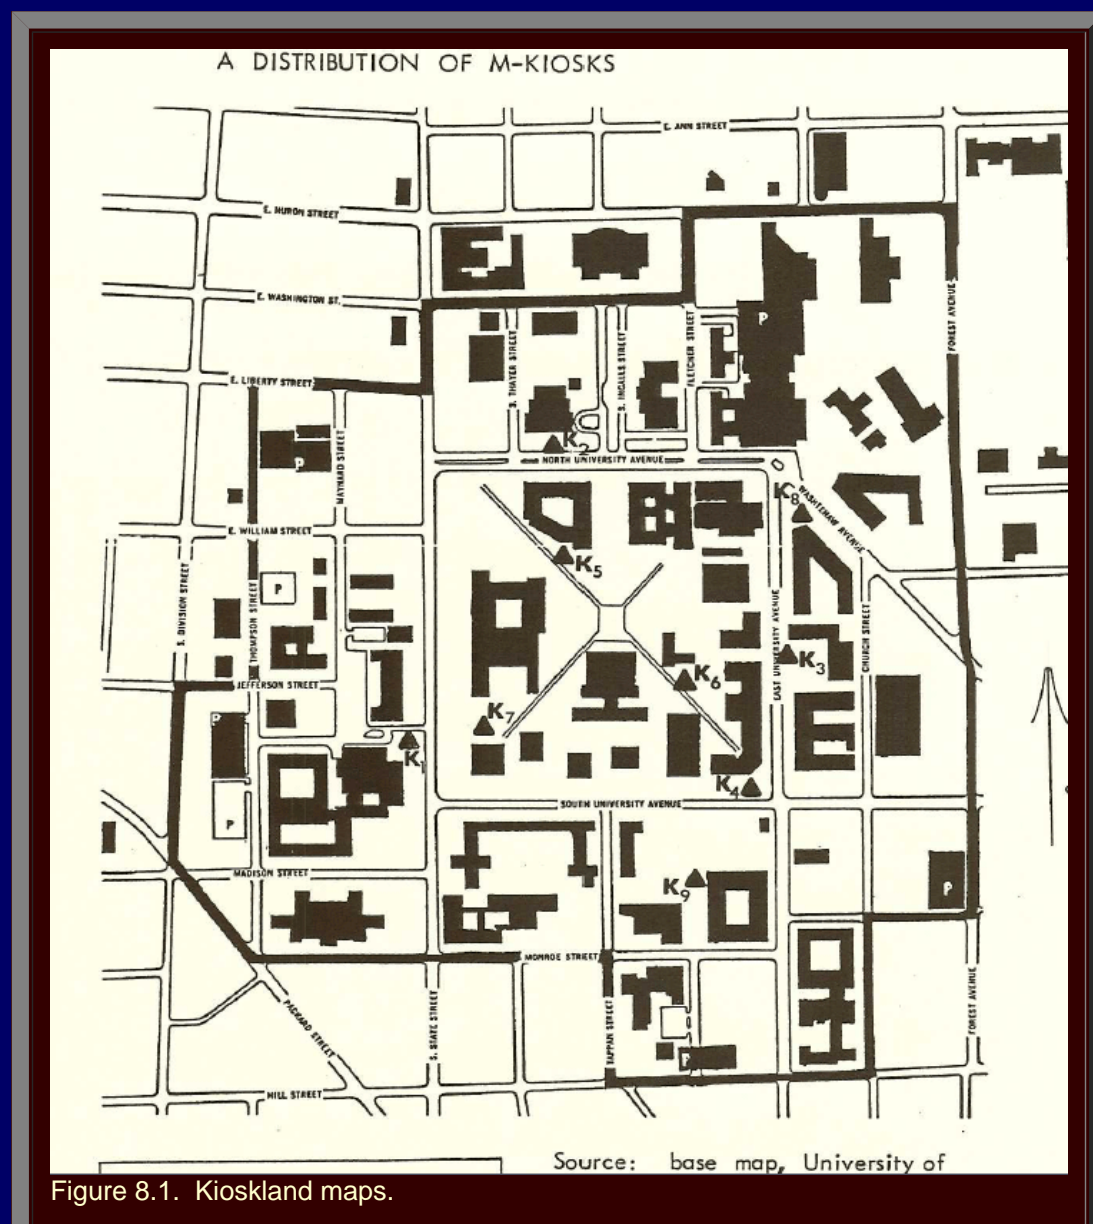 A DISTRIBUTION OF M-KIOSKS
E. ANN STREET
E. HURON STREET
E. WASHINGTON ST.
FOREST AVENUE
P
FLETCHER STREET
S. INGALLS STREET
S. THAYER STREET
E. LIBERTY STREET
MAYNARD STREET
P
K2
NORTH UNIVERSITY AVENUE
K8
WASHTENAW AVENUE
E. WILLIAM STREET
K5
S. DIVISION STREET
THOMPSON STREET
P
EAST UNIVERSITY AVENUE
CHURCH STREET
K3
K6
JEFFERSON STREET
P
K7
K1
K4
SOUTH UNIVERSITY AVENUE
P
MADISON STREET
K9
P
MONROE STREET
PACKARD STREET
S. STATE STREET
TAPPAN STREET
FOREST AVENUE
P
HILL STREET
Source: base map, University of
Figure 8.1. Kioskland maps.